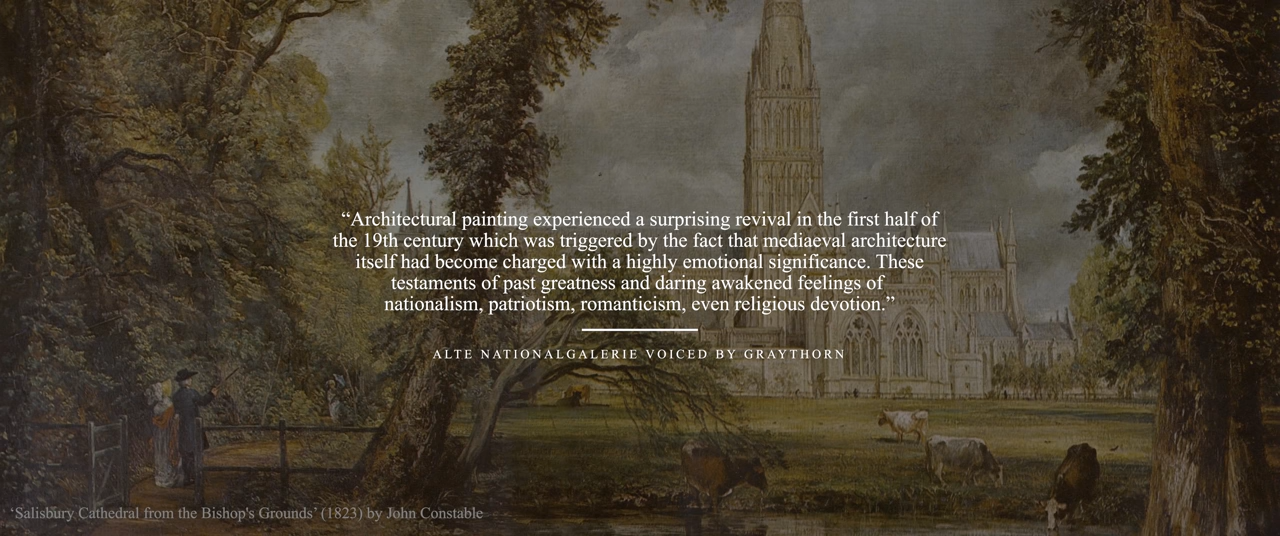 “Architectural painting experienced a surprising revival in the first half of
the 19th century which was triggered by the fact that mediaeval architecture
itself had become charged with a highly emotional significance. These
testaments of past greatness and daring awakened feelings of
nationalism, patriotism, romanticism, even religious devotion.”
ALTE NATIONALGALERIE VOICED BY GRAYTHORN
‘Salisbury Cathedral from the Bishop's Grounds’ (1823) by John Constable